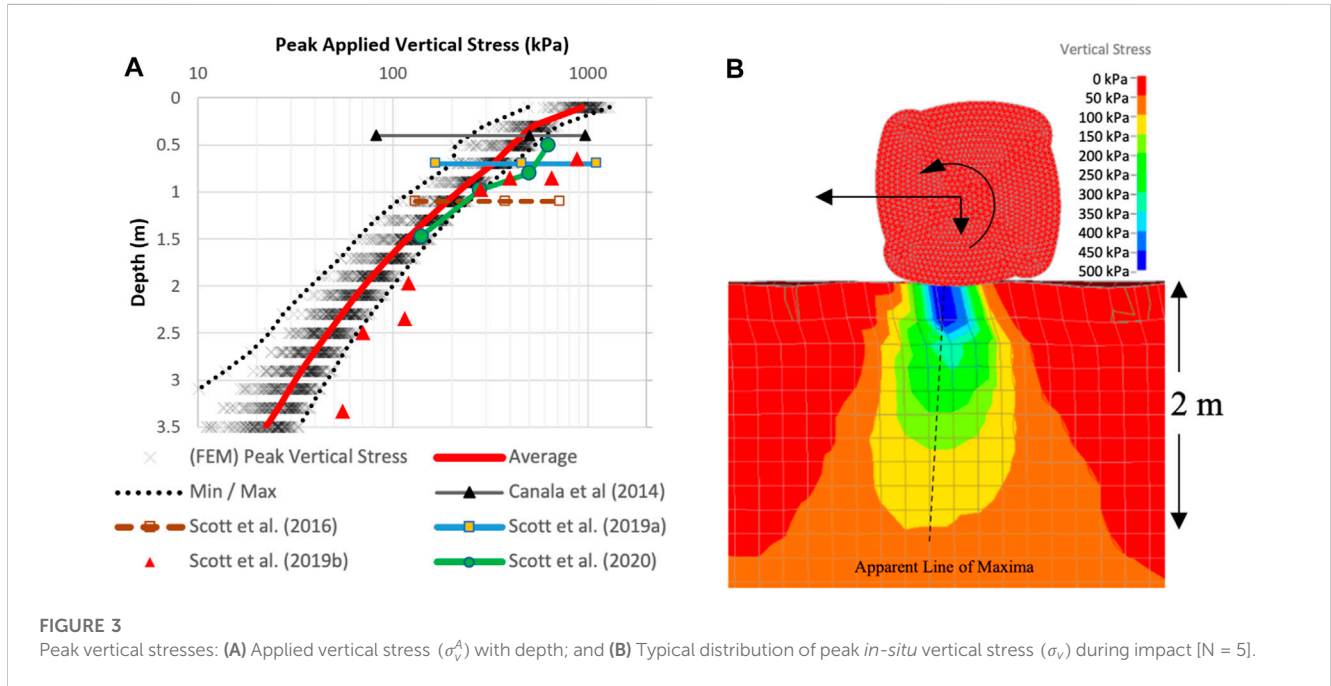 Peak Applied Vertical Stress (kPa)
A
10 100 1000
0
0.5
1
1.5
2
2.5
3
3.5
Depth (m)
(FEM) Peak Vertical Stress
Average
Min / Max
Canala et al (2014)
Scott et al. (2016)
Scott et al. (2019a)
Scott et al. (2019b)
Scott et al. (2020)
B
Vertical Stress
0 kPa
50 kPa
100 kPa
150 kPa
200 kPa
250 kPa
300 kPa
350 kPa
400 kPa
450 kPa
500 kPa
2 m
Apparent Line of Maxima
FIGURE 3
Peak vertical stresses: (A) Applied vertical stress (σᵥᴬ) with depth; and (B) Typical distribution of peak in-situ vertical stress (σᵥ) during impact [N = 5].